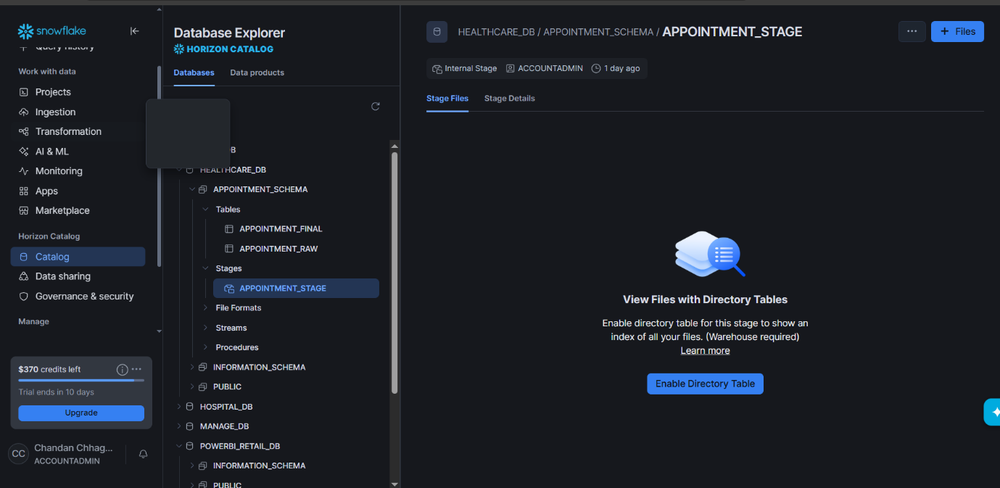 snowflake
Query history
Work with data
Projects
Ingestion
Transformation
AI & ML
Monitoring
Apps
Marketplace
Horizon Catalog
Catalog
Data sharing
Governance & security
Manage
$370 credits left
Trial ends in 10 days
Upgrade
CC
Chandan Chhag...
ACCOUNTADMIN
Database Explorer
HORIZON CATALOG
Databases
Data products
HEALTHCARE_DB
APPOINTMENT_SCHEMA
Tables
APPOINTMENT_FINAL
APPOINTMENT_RAW
Stages
APPOINTMENT_STAGE
File Formats
Streams
Procedures
INFORMATION_SCHEMA
PUBLIC
HOSPITAL_DB
MANAGE_DB
POWERBI_RETAIL_DB
INFORMATION_SCHEMA
PUBLIC
HEALTHCARE_DB / APPOINTMENT_SCHEMA / APPOINTMENT_STAGE
... + Files
Internal Stage ACCOUNTADMIN 1 day ago
Stage Files
Stage Details
View Files with Directory Tables
Enable directory table for this stage to show an
index of all your files. (Warehouse required)
Learn more
Enable Directory Table